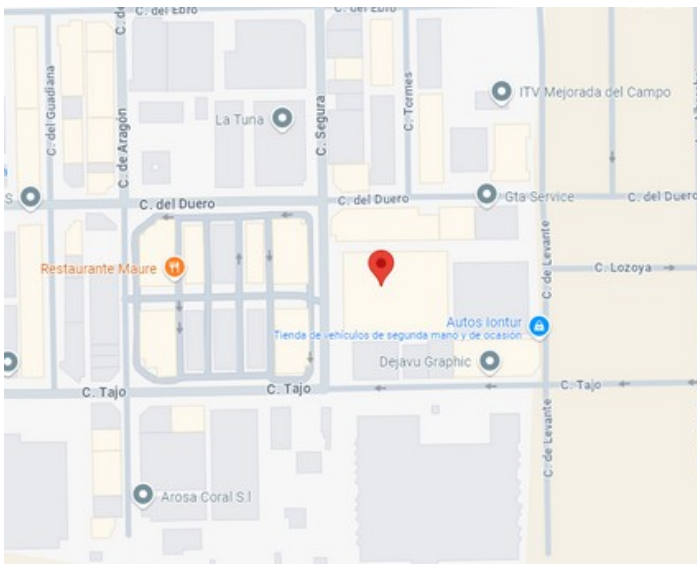 C. del Ebro
C. del Ebro
C. del Guadiana
C. de Aragón
La Tuna
C. Segura
C. Tormes
ITV Mejorada del Campo
S
C. del Duero
C. del Duero
Gta Service
C. del Duero
Restaurante Maure
C. de Levante
C. Lozoya
Autos Iontur
Tienda de vehículos de segunda mano y de ocasión
Dejavu Graphic
C. Tajo
C. Tajo
C. Tajo
C. de Levante
Arosa Coral S.l